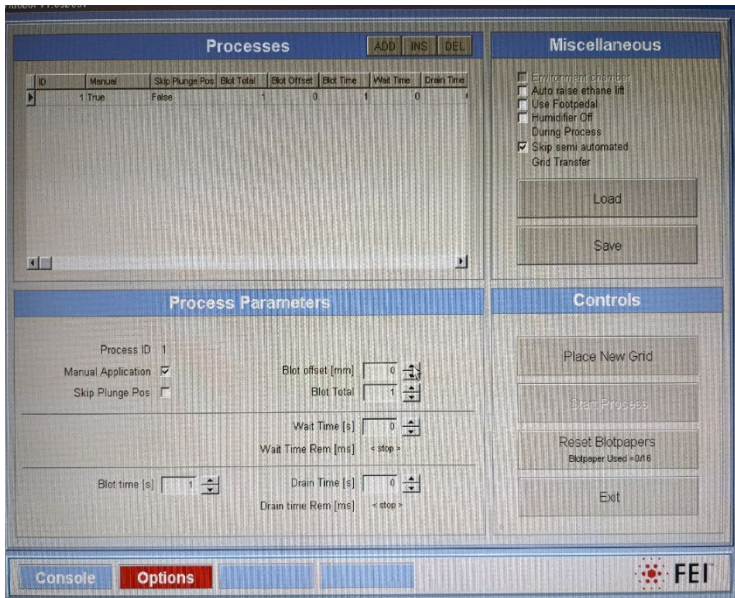 Processes
ADD INS DEL
ID Manual Skip Plunge Pos Blot Total Blot Offset Blot Time Wait Time Drain Time
1 True False 1 0 1 0
Miscellaneous
Environment chamber
Auto raise ethane lift
Use Footpedal
Humidifier Off
During Process
Skip semi automated
Grid Transfer
Load
Save
Process Parameters
Process ID 1
Manual Application
Skip Plunge Pos
Blot offset [mm] 0
Blot Total 1
Wait Time [s] 0
Wait Time Rem [ms] < stop >
Blot time [s] 1
Drain Time [s] 0
Drain time Rem [ms] < stop >
Controls
Place New Grid
Start Process
Reset Blotpapers
Blotpaper Used =0/16
Exit
Console Options
FEI